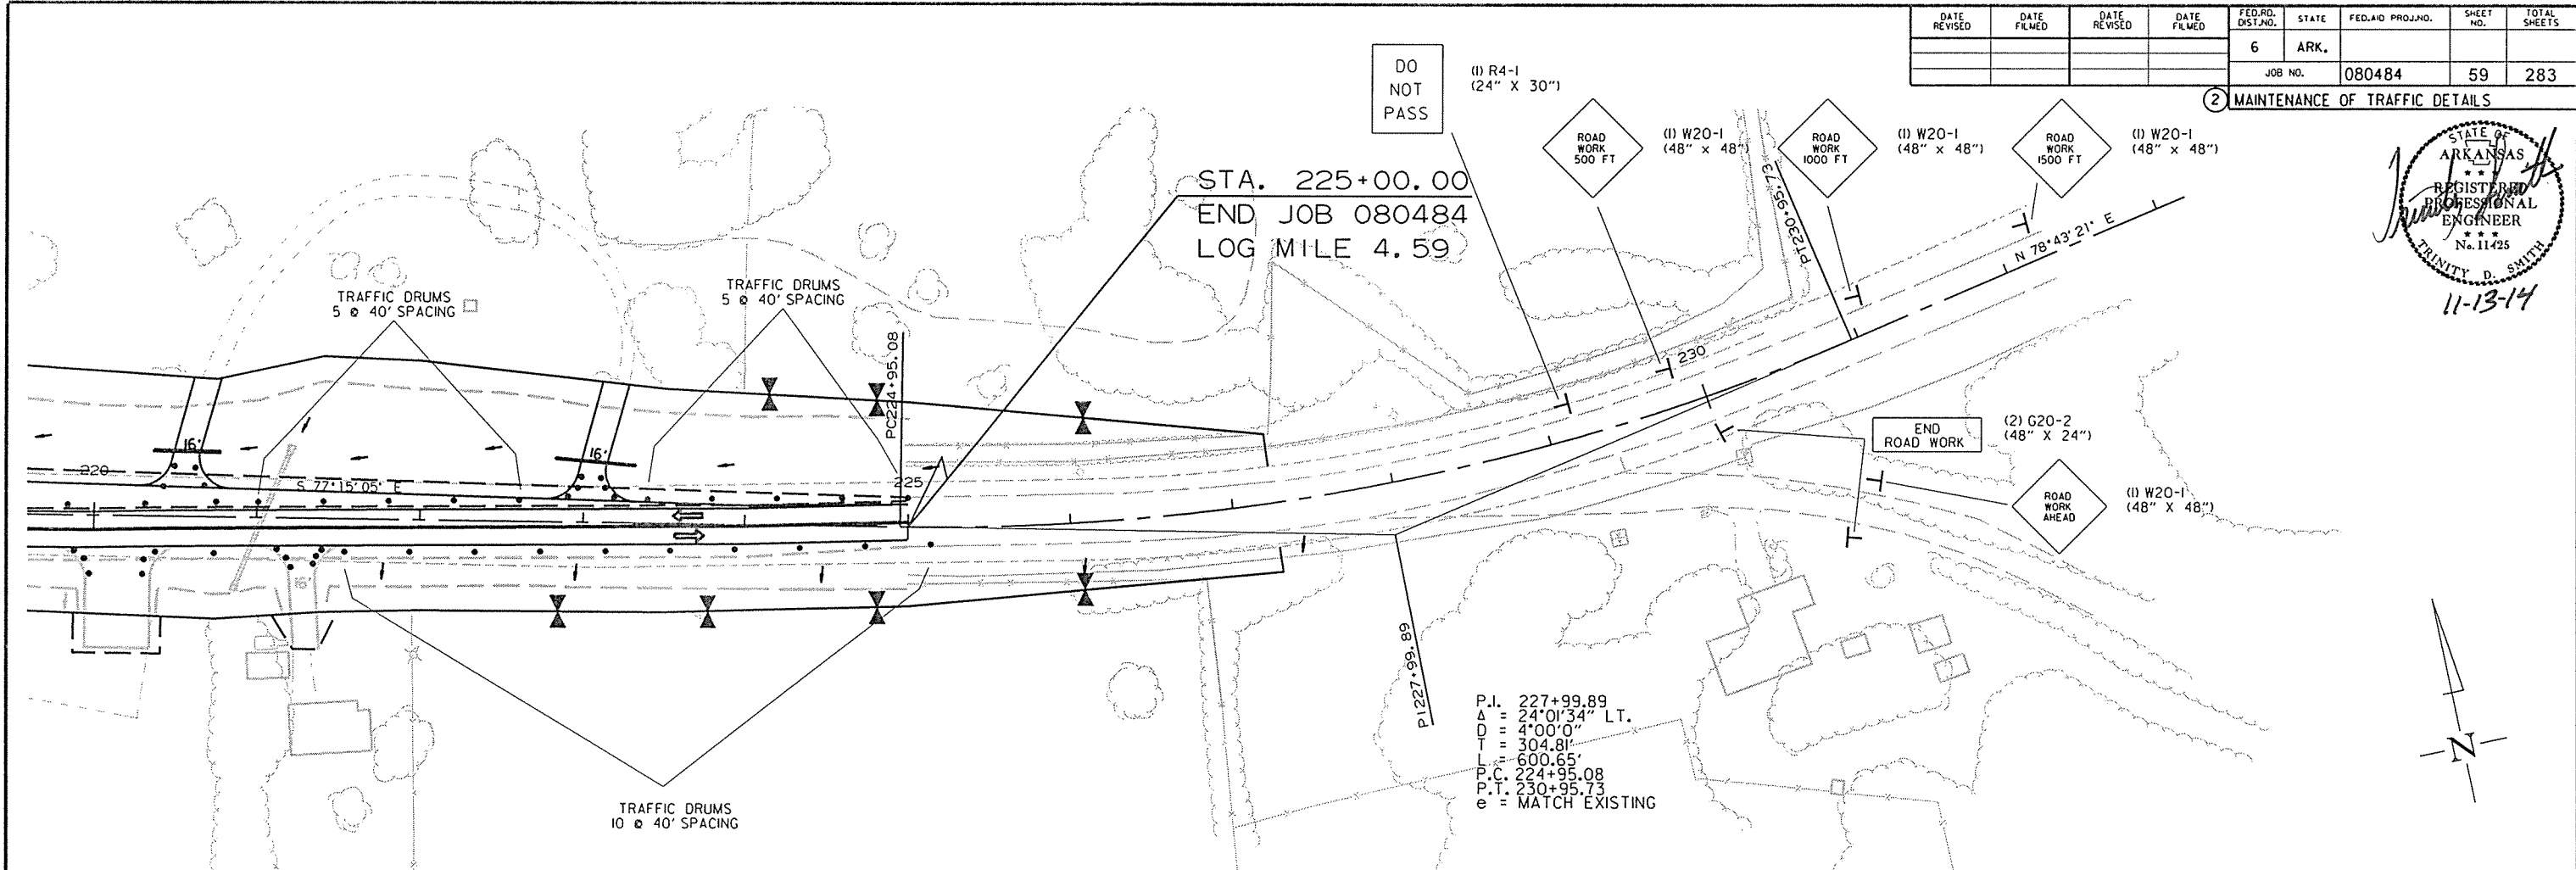 DATE REVISED
DATE FILMED
DATE REVISED
DATE FILMED
FED.RD. DIST.NO.
STATE
FED.AID PROJ.NO.
SHEET NO.
TOTAL SHEETS
6
ARK.
JOB NO.
080484
59
283
2
MAINTENANCE OF TRAFFIC DETAILS
STATE OF
ARKANSAS
★ ★ ★
REGISTERED
PROFESSIONAL
ENGINEER
★ ★ ★
No. 11425
TRINITY D. SMITH
11-13-14
DO
NOT
PASS
(1) R4-1
(24" X 30")
ROAD
WORK
500 FT
(1) W20-1
(48" x 48")
ROAD
WORK
1000 FT
(1) W20-1
(48" x 48")
ROAD
WORK
1500 FT
(1) W20-1
(48" x 48")
STA. 225+00.00
END JOB 080484
LOG MILE 4.59
PT230+95.73
N 78°43'21" E
TRAFFIC DRUMS
5 @ 40' SPACING
TRAFFIC DRUMS
5 @ 40' SPACING
PC224+95.08
230
16'
16'
220
S 77°15'05" E
225
END
ROAD WORK
(2) G20-2
(48" X 24")
ROAD
WORK
AHEAD
(1) W20-1
(48" X 48")
PI227+99.89
P.I. 227+99.89
Δ = 24°01'34" LT.
D = 4°00'0"
T = 304.81'
L = 600.65'
P.C. 224+95.08
P.T. 230+95.73
e = MATCH EXISTING
TRAFFIC DRUMS
10 @ 40' SPACING
N